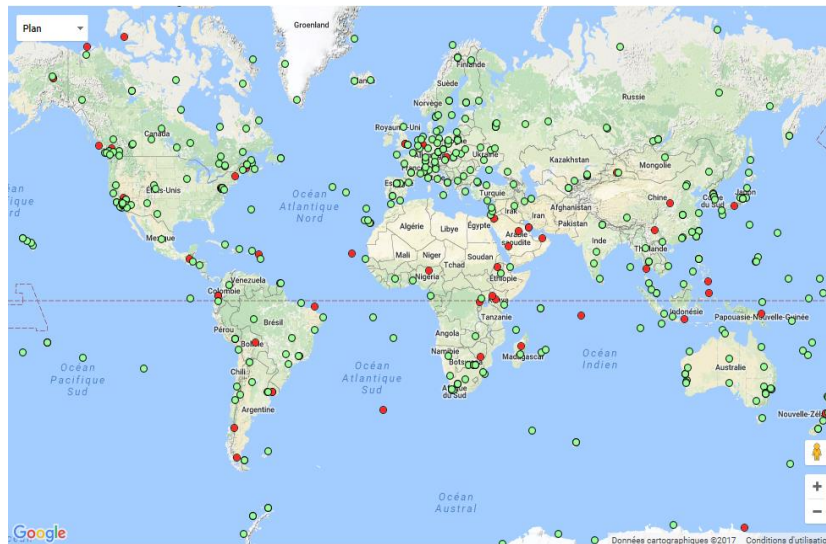 Plan
Groenland
Finlande
Suède
Norvège
Russie
Royaume-Uni
Canada
Ukraine
Kazakhstan
Mongolie
États-Unis
Océan
Atlantique
Nord
Turquie
Chine
Corée
du Sud
Japon
Afghanistan
Irak
Iran
Pakistan
Algérie
Libye
Égypte
Arabie
saoudite
Inde
Mexique
Mali
Niger
Tchad
Soudan
Thaïlande
Nigéria
Éthiopie
Venezuela
Colombie
Kenya
Indonésie
Papouasie-Nouvelle-Guinée
Tanzanie
Brésil
Pérou
Angola
Bolivie
Namibie
Botswana
Madagascar
Océan
Indien
Australie
Océan
Pacifique
Sud
Chili
Océan
Atlantique
Sud
Afrique
du Sud
Argentine
Nouvelle-Zél
Océan
Austral
Google
Données cartographiques ©2017 Conditions d'utilisatio